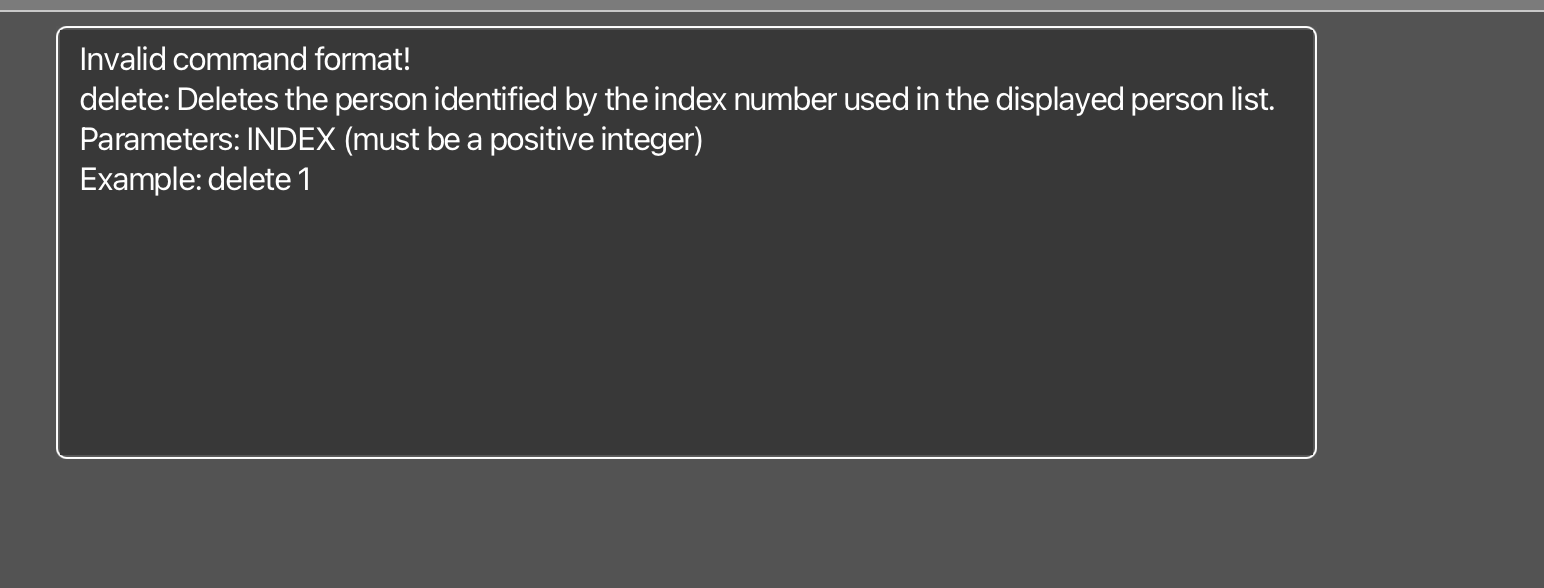 Invalid command format!
delete: Deletes the person identified by the index number used in the displayed person list.
Parameters: INDEX (must be a positive integer)
Example: delete 1